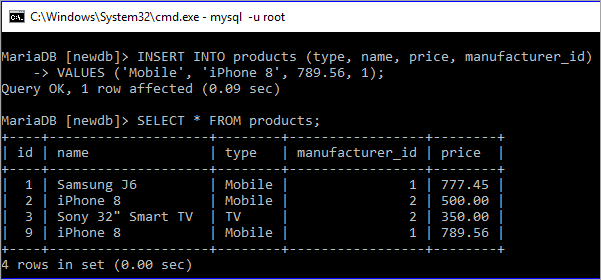 C:\Windows\System32\cmd.exe - mysql  -u root
MariaDB [newdb]> INSERT INTO products (type, name, price, manufacturer_id)
    -> VALUES ('Mobile', 'iPhone 8', 789.56, 1);
Query OK, 1 row affected (0.09 sec)
MariaDB [newdb]> SELECT * FROM products;
+----+--------------------+--------+-----------------+--------+
| id | name               | type   | manufacturer_id | price  |
+----+--------------------+--------+-----------------+--------+
|  1 | Samsung J6         | Mobile |               1 | 777.45 |
|  2 | iPhone 8           | Mobile |               2 | 500.00 |
|  3 | Sony 32" Smart TV  | TV     |               2 | 350.00 |
|  9 | iPhone 8           | Mobile |               1 | 789.56 |
+----+--------------------+--------+-----------------+--------+
4 rows in set (0.00 sec)